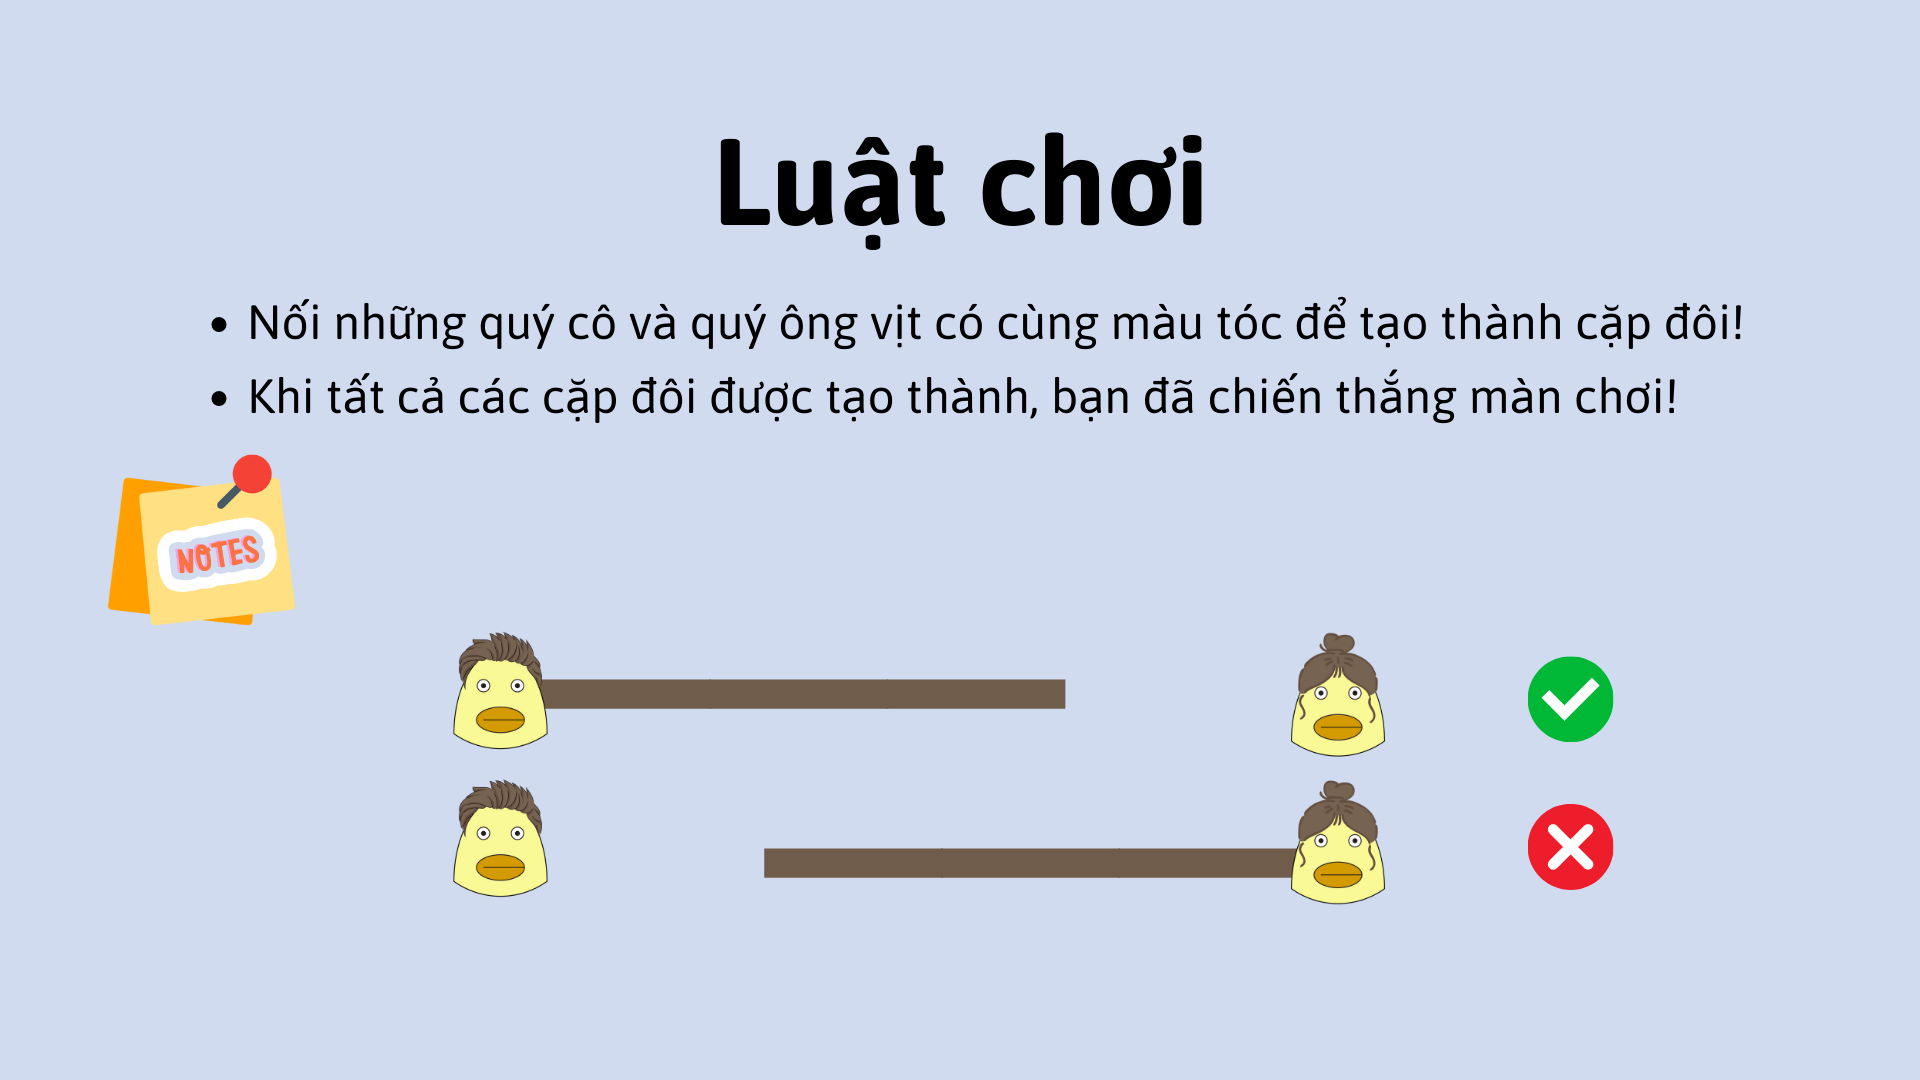 Luật chơi
Nối những quý cô và quý ông vịt có cùng màu tóc để tạo thành cặp đôi!
Khi tất cả các cặp đôi được tạo thành, bạn đã chiến thắng màn chơi!
NOTES